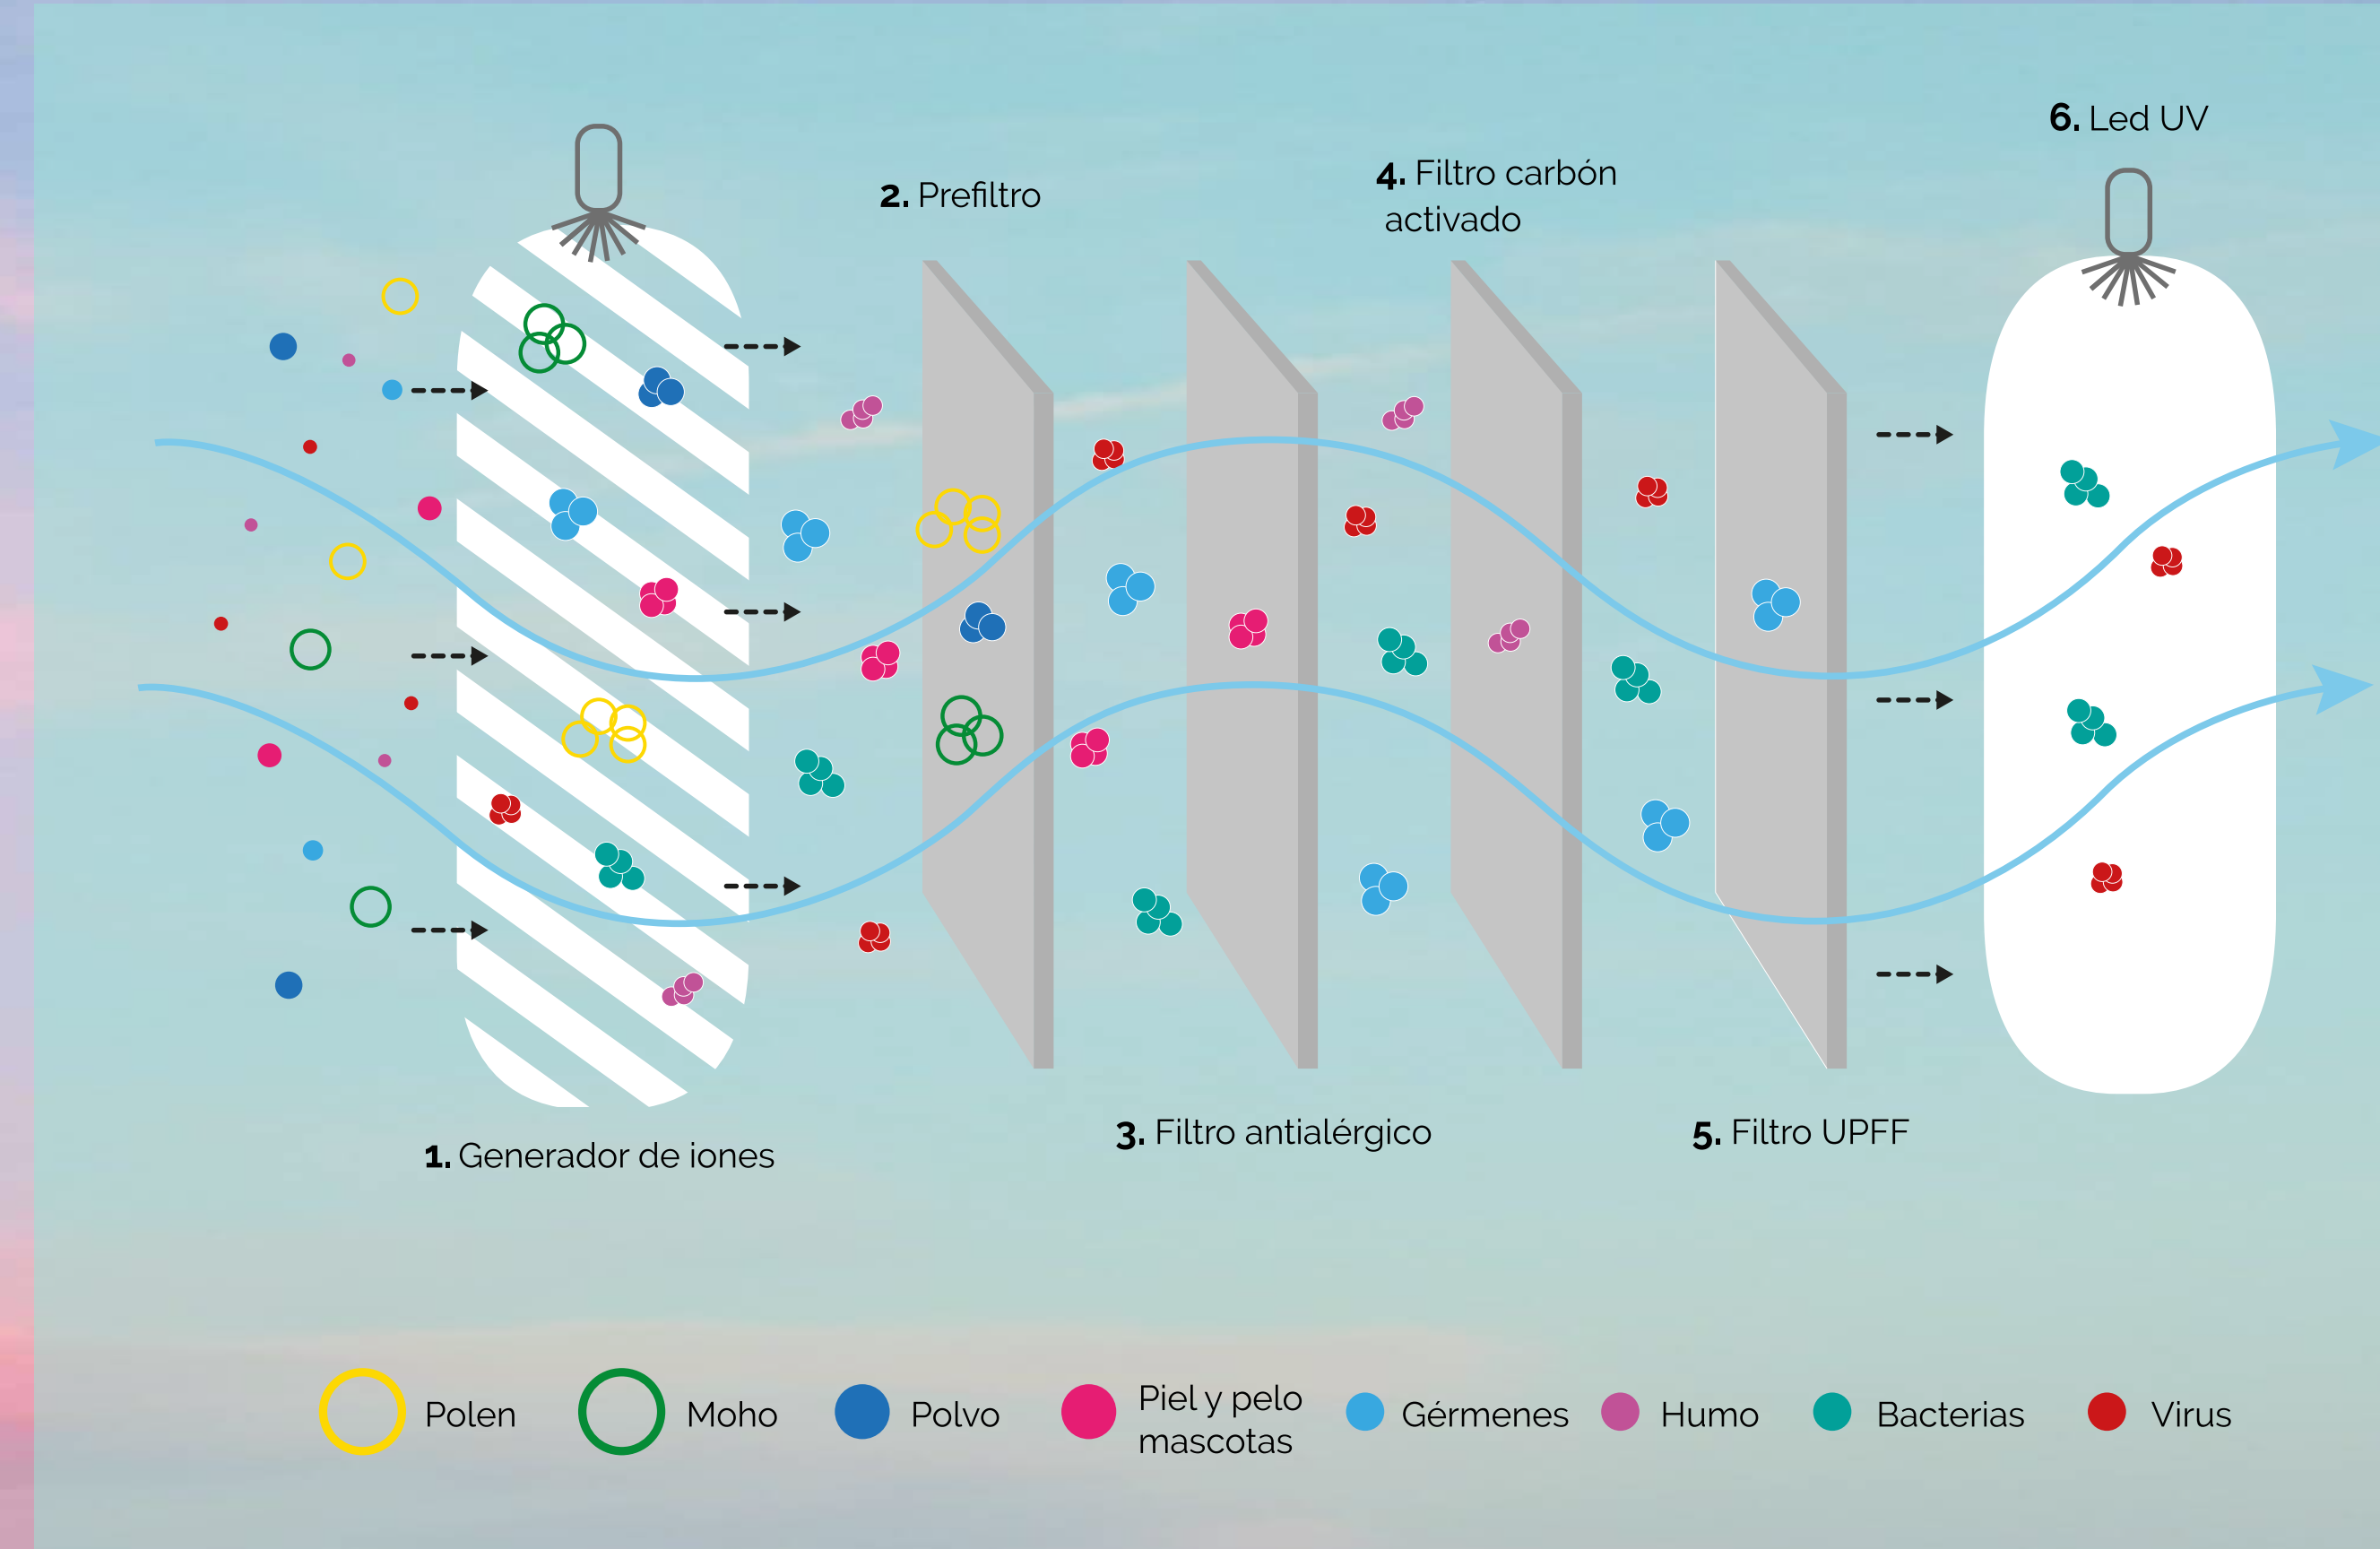 6. Led UV
4. Filtro carbón
activado
2. Prefiltro
3. Filtro antialérgico
5. Filtro UPFF
1. Generador de iones
Polen
Moho
Polvo
Piel y pelo
mascotas
Gérmenes
Humo
Bacterias
Virus